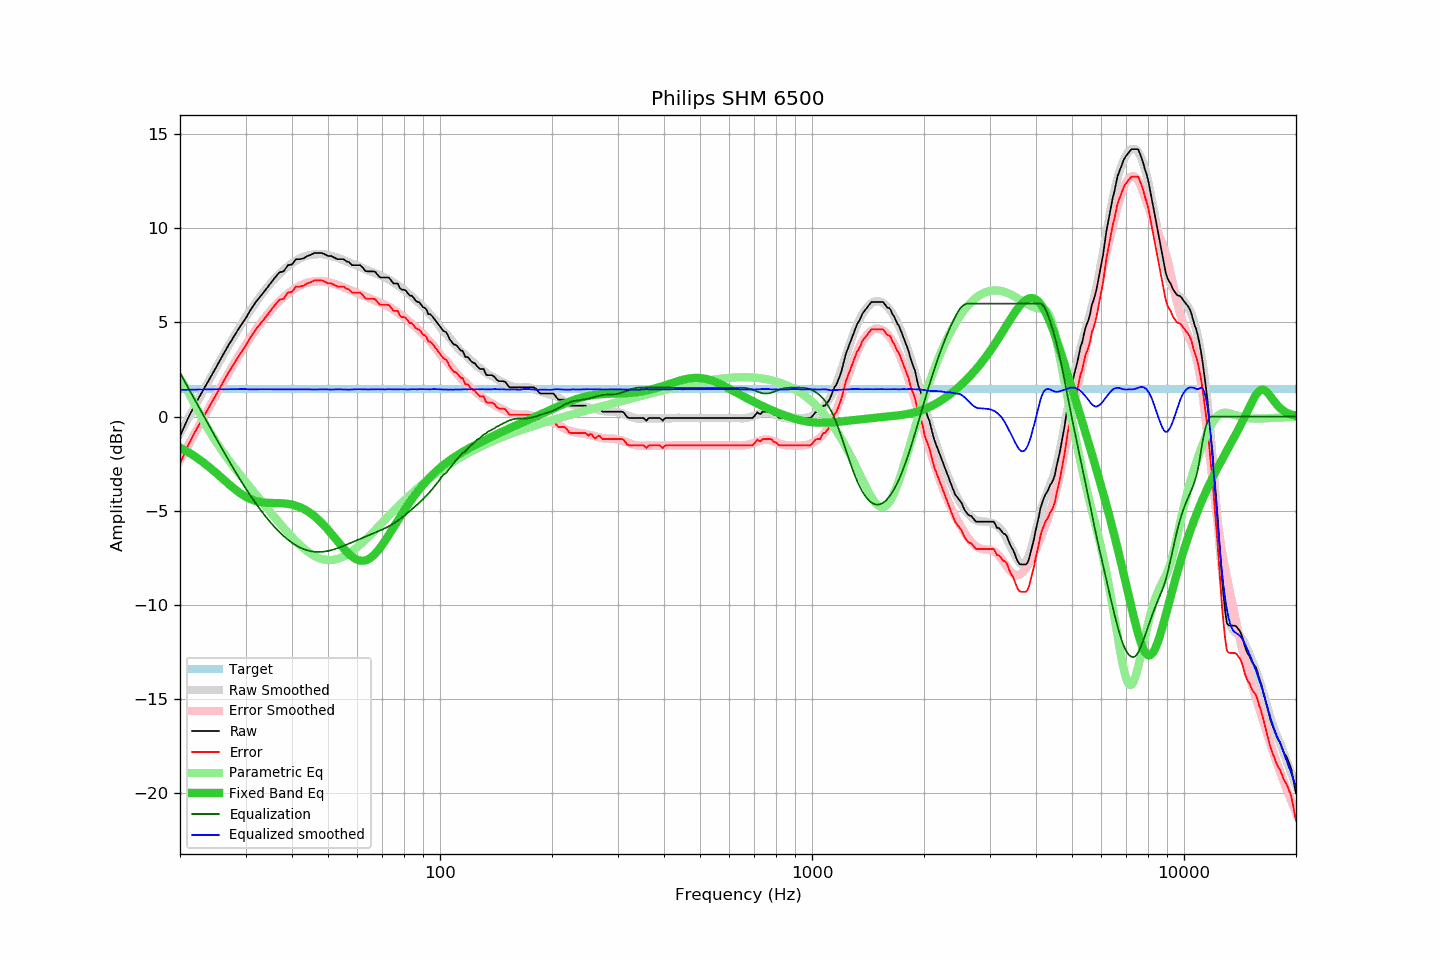 Philips SHM 6500
Amplitude (dBr)
15
10
5
0
−5
−10
−15
−20
Target
Raw Smoothed
Error Smoothed
Raw
Error
Parametric Eq
Fixed Band Eq
Equalization
Equalized smoothed
100
1000
10000
Frequency (Hz)